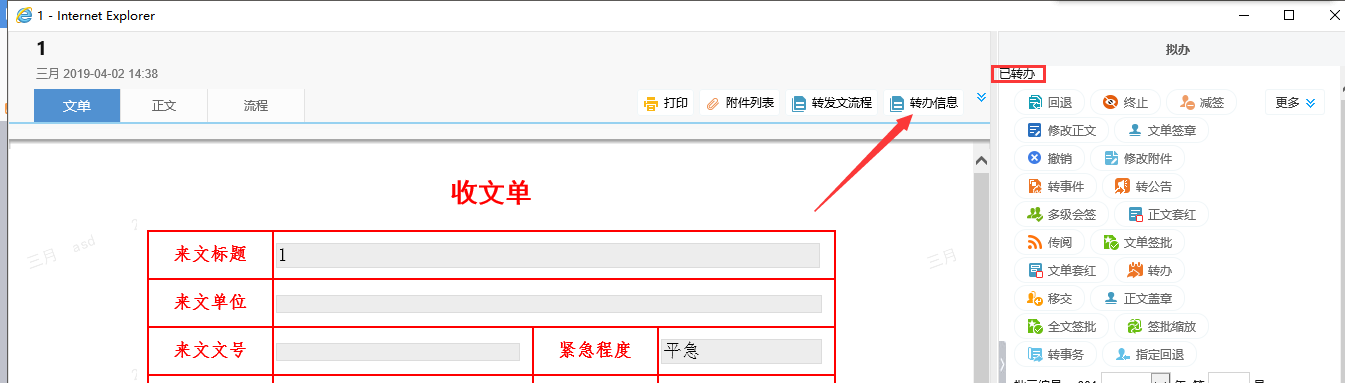 1 - Internet Explorer
1
三月 2019-04-02 14:38
文单 正文 流程 打印 附件列表 转发文流程 转办信息
收文单
来文标题 1
来文单位
来文文号 紧急程度 平急
三月 asd
三月
拟办
已转办
回退 终止 减签 更多
修改正文 文单签章
撤销 修改附件
转事件 转公告
多级会签 正文套红
传阅 文单签批
文单套红 转办
移交 正文盖章
全文签批 签批缩放
转事务 指定回退